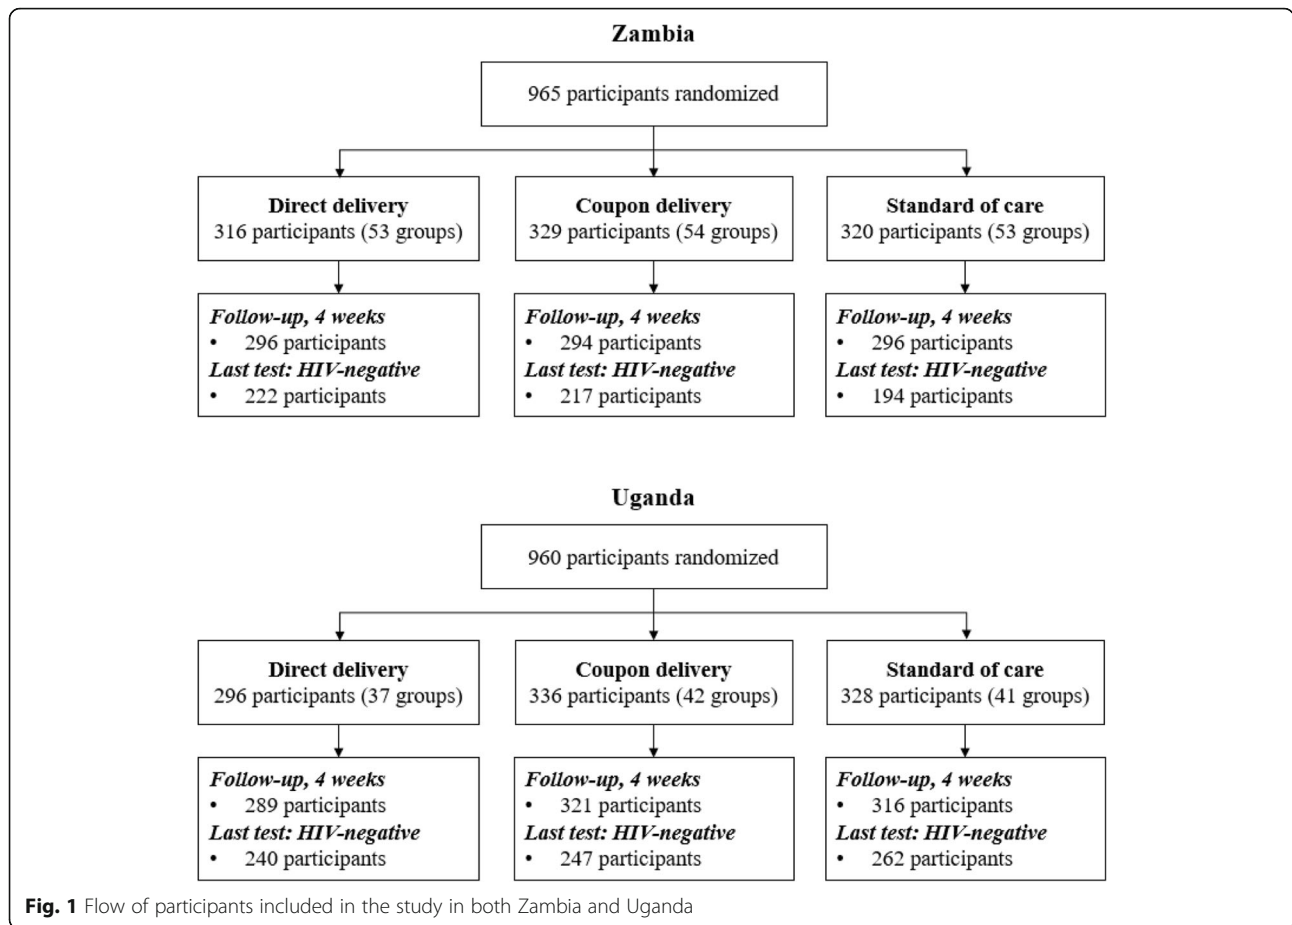 Zambia
965 participants randomized
Direct delivery
316 participants (53 groups)
Coupon delivery
329 participants (54 groups)
Standard of care
320 participants (53 groups)
Follow-up, 4 weeks
• 296 participants
Last test: HIV-negative
• 222 participants
Follow-up, 4 weeks
• 294 participants
Last test: HIV-negative
• 217 participants
Follow-up, 4 weeks
• 296 participants
Last test: HIV-negative
• 194 participants
Uganda
960 participants randomized
Direct delivery
296 participants (37 groups)
Coupon delivery
336 participants (42 groups)
Standard of care
328 participants (41 groups)
Follow-up, 4 weeks
• 289 participants
Last test: HIV-negative
• 240 participants
Follow-up, 4 weeks
• 321 participants
Last test: HIV-negative
• 247 participants
Follow-up, 4 weeks
• 316 participants
Last test: HIV-negative
• 262 participants
Fig. 1 Flow of participants included in the study in both Zambia and Uganda